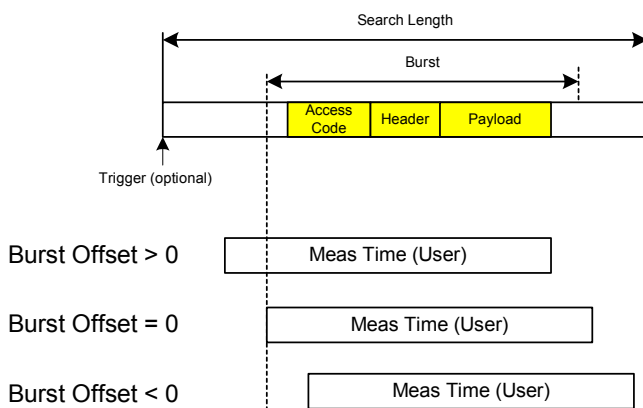 Search Length
Burst
Access
Code
Header
Payload
Trigger (optional)
Burst Offset > 0
Meas Time (User)
Burst Offset = 0
Meas Time (User)
Burst Offset < 0
Meas Time (User)